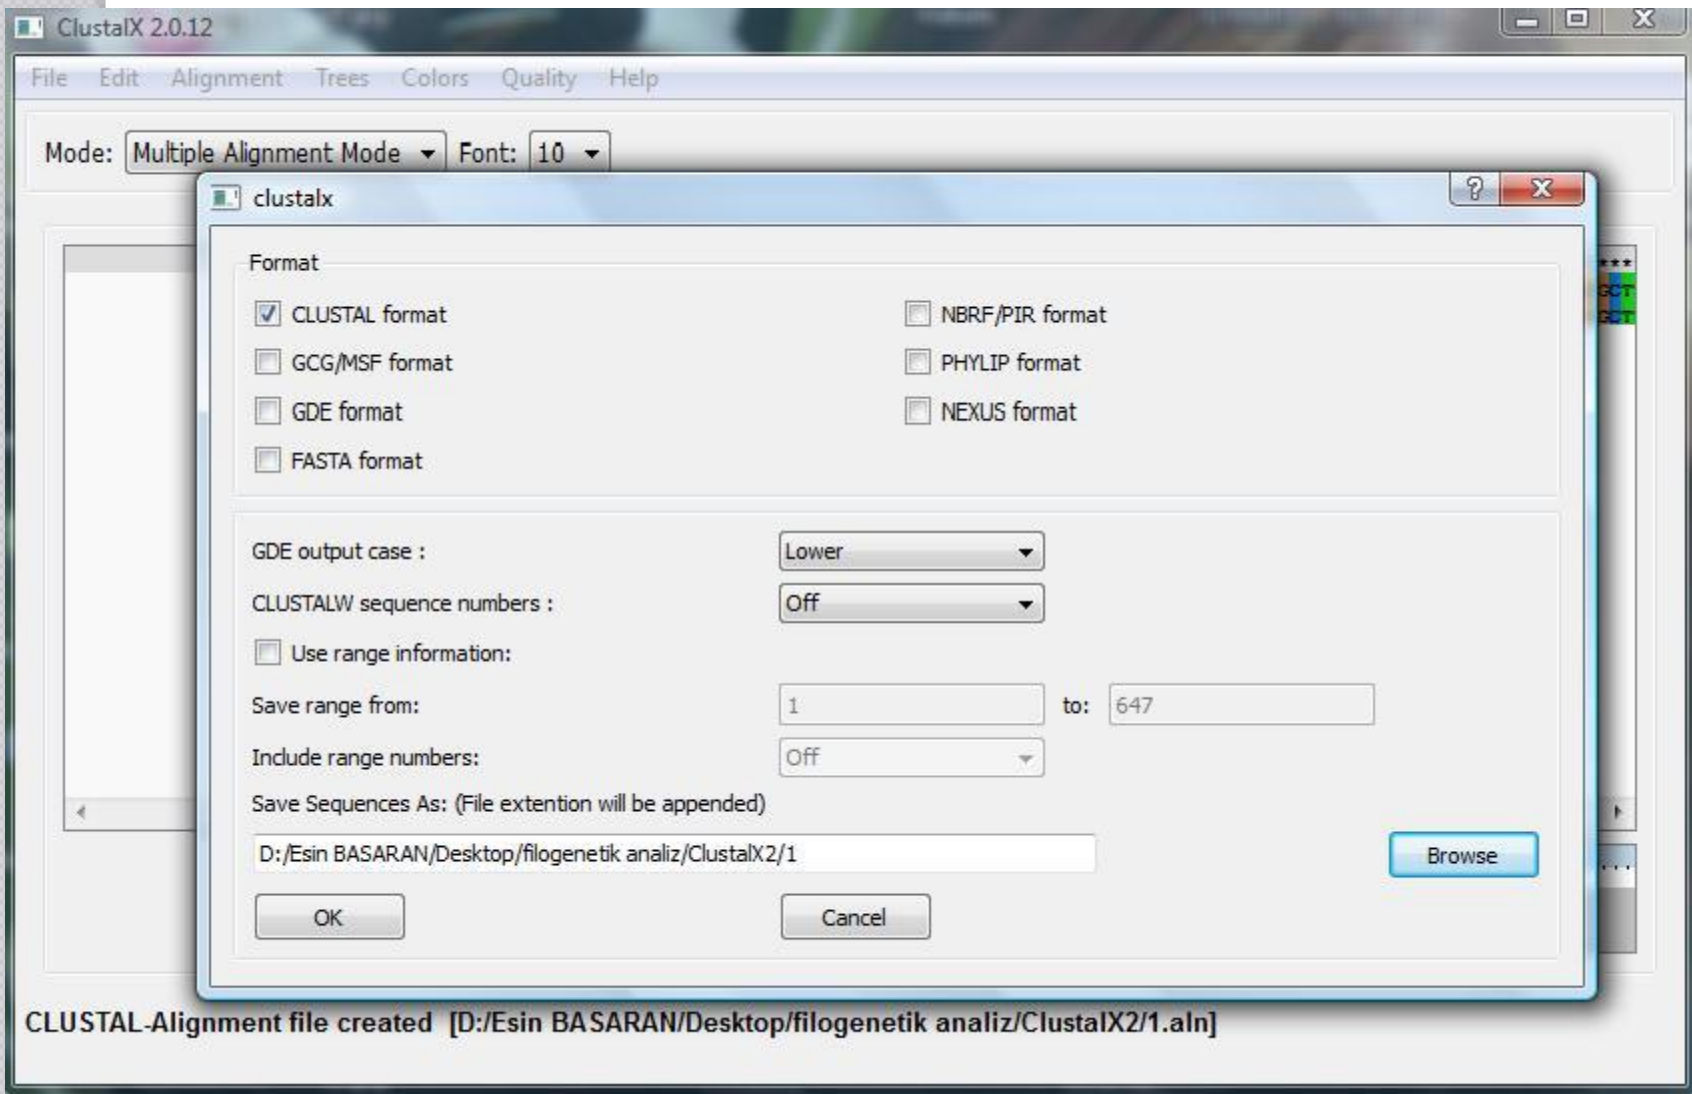 ClustalX 2.0.12
File Edit Alignment Trees Colors Quality Help
Mode: Multiple Alignment Mode Font: 10
clustalx
Format
CLUSTAL format NBRF/PIR format
GCG/MSF format PHYLIP format
GDE format NEXUS format
FASTA format
***
GCT
GCT
GDE output case : Lower
CLUSTALW sequence numbers : Off
Use range information:
Save range from: 1 to: 647
Include range numbers: Off
Save Sequences As: (File extention will be appended)
D:/Esin BASARAN/Desktop/filogenetik analiz/ClustalX2/1 Browse
OK Cancel
CLUSTAL-Alignment file created [D:/Esin BASARAN/Desktop/filogenetik analiz/ClustalX2/1.aln]